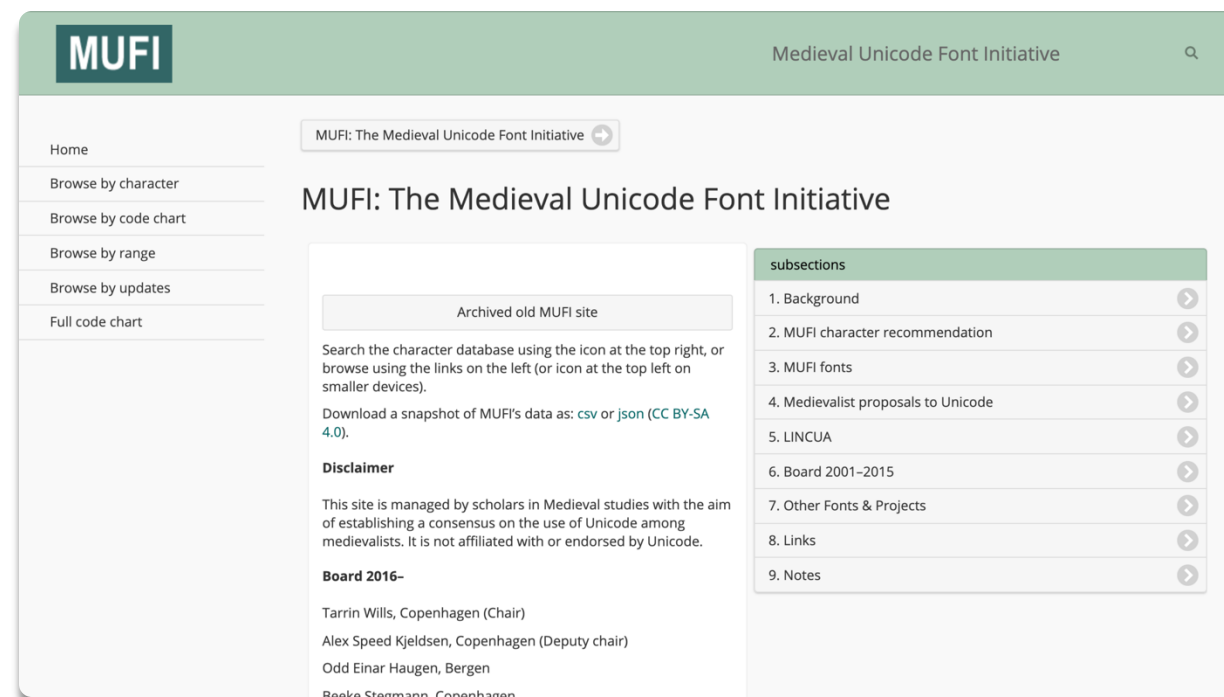 MUFI
Medieval Unicode Font Initiative
Home
Browse by character
Browse by code chart
Browse by range
Browse by updates
Full code chart
MUFI: The Medieval Unicode Font Initiative
MUFI: The Medieval Unicode Font Initiative
Archived old MUFI site
Search the character database using the icon at the top right, or
browse using the links on the left (or icon at the top left on
smaller devices).
Download a snapshot of MUFI's data as: csv or json (CC BY-SA
4.0).
Disclaimer
This site is managed by scholars in Medieval studies with the aim
of establishing a consensus on the use of Unicode among
medievalists. It is not affiliated with or endorsed by Unicode.
Board 2016–
Tarrin Wills, Copenhagen (Chair)
Alex Speed Kjeldsen, Copenhagen (Deputy chair)
Odd Einar Haugen, Bergen
Beeke Stegmann, Copenhagen
subsections
1. Background
2. MUFI character recommendation
3. MUFI fonts
4. Medievalist proposals to Unicode
5. LINCUA
6. Board 2001–2015
7. Other Fonts & Projects
8. Links
9. Notes